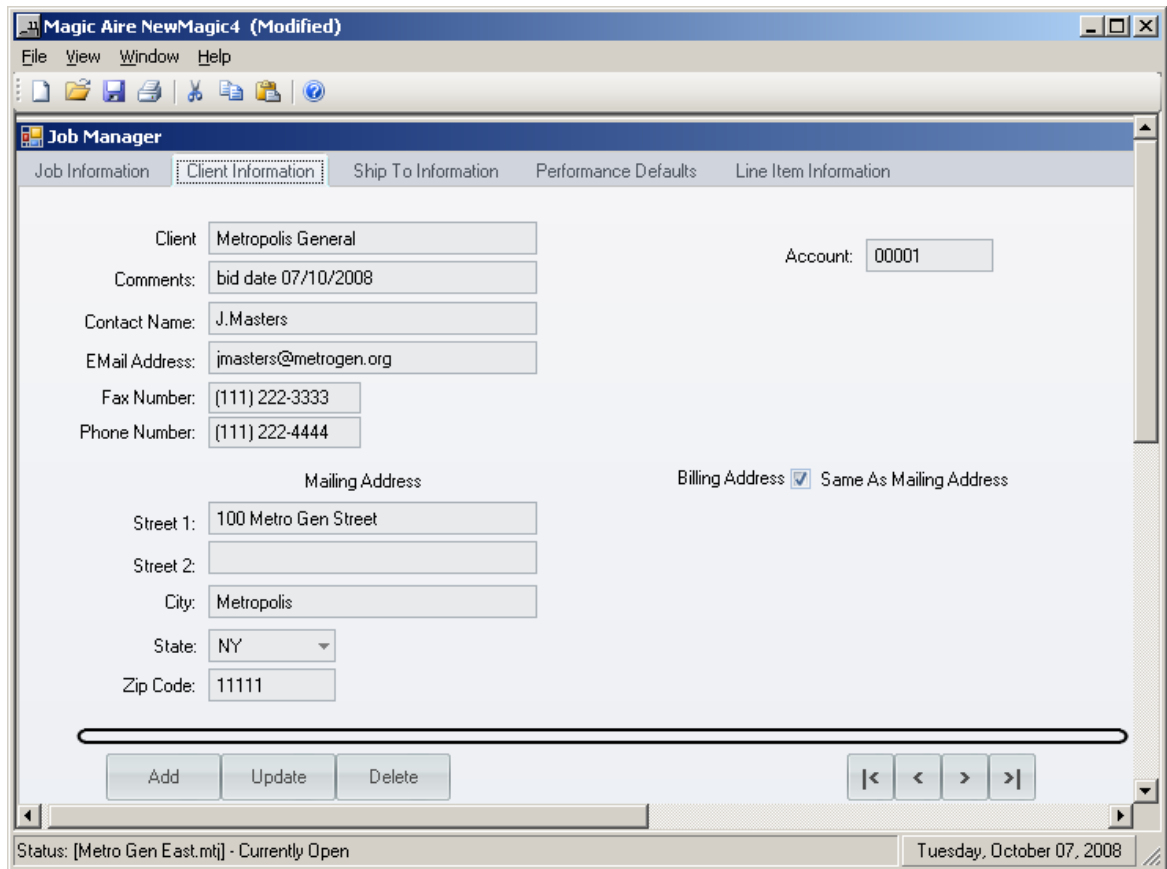 Magic Aire NewMagic4 (Modified)
File View Window Help
Job Manager
Job Information Client Information Ship To Information Performance Defaults Line Item Information
Client Metropolis General
Account: 00001
Comments: bid date 07/10/2008
Contact Name: J.Masters
EMail Address: jmasters@metrogen.org
Fax Number: (111) 222-3333
Phone Number: (111) 222-4444
Mailing Address Billing Address Same As Mailing Address
Street 1: 100 Metro Gen Street
Street 2:
City: Metropolis
State: NY
Zip Code: 11111
Add Update Delete |< < > >|
Status: [Metro Gen East.mtj] - Currently Open Tuesday, October 07, 2008